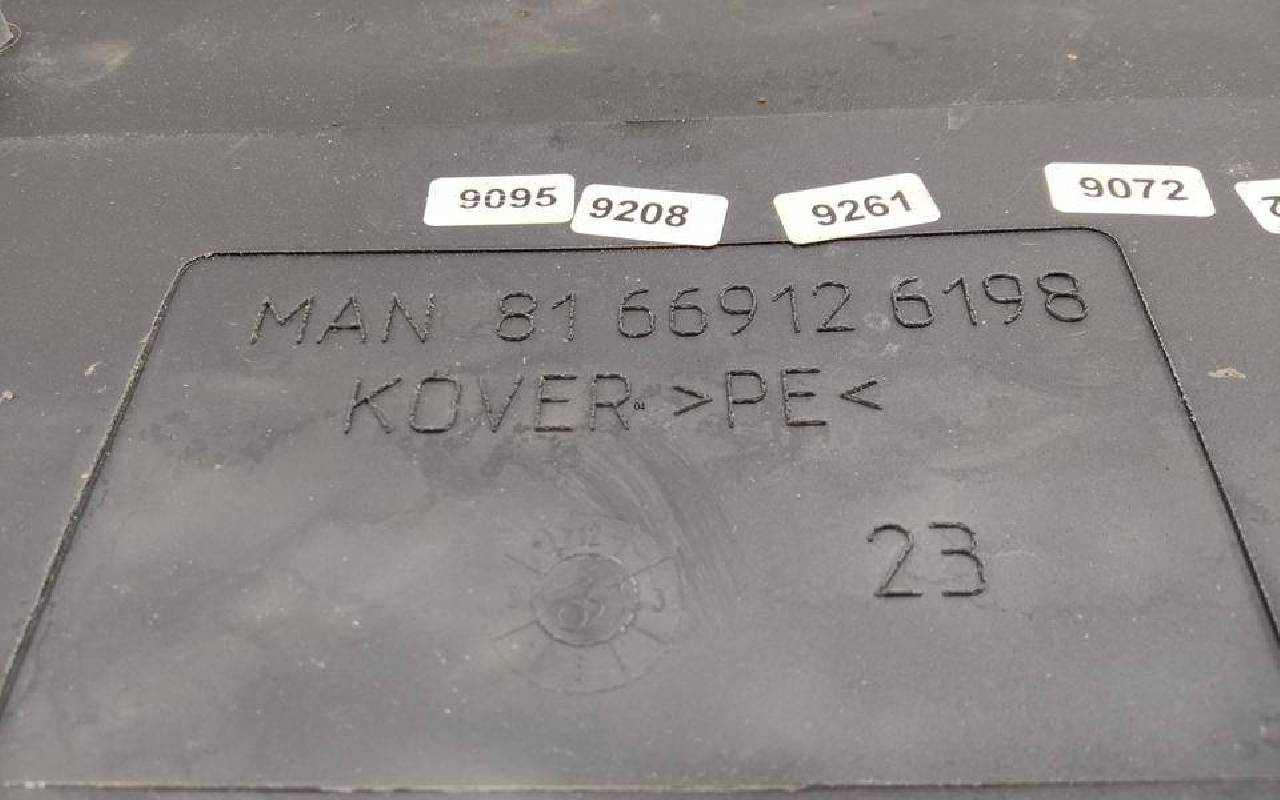 9095 9208 9261 9072
MAN 81 66912 6198
KÖVER >PE<
23